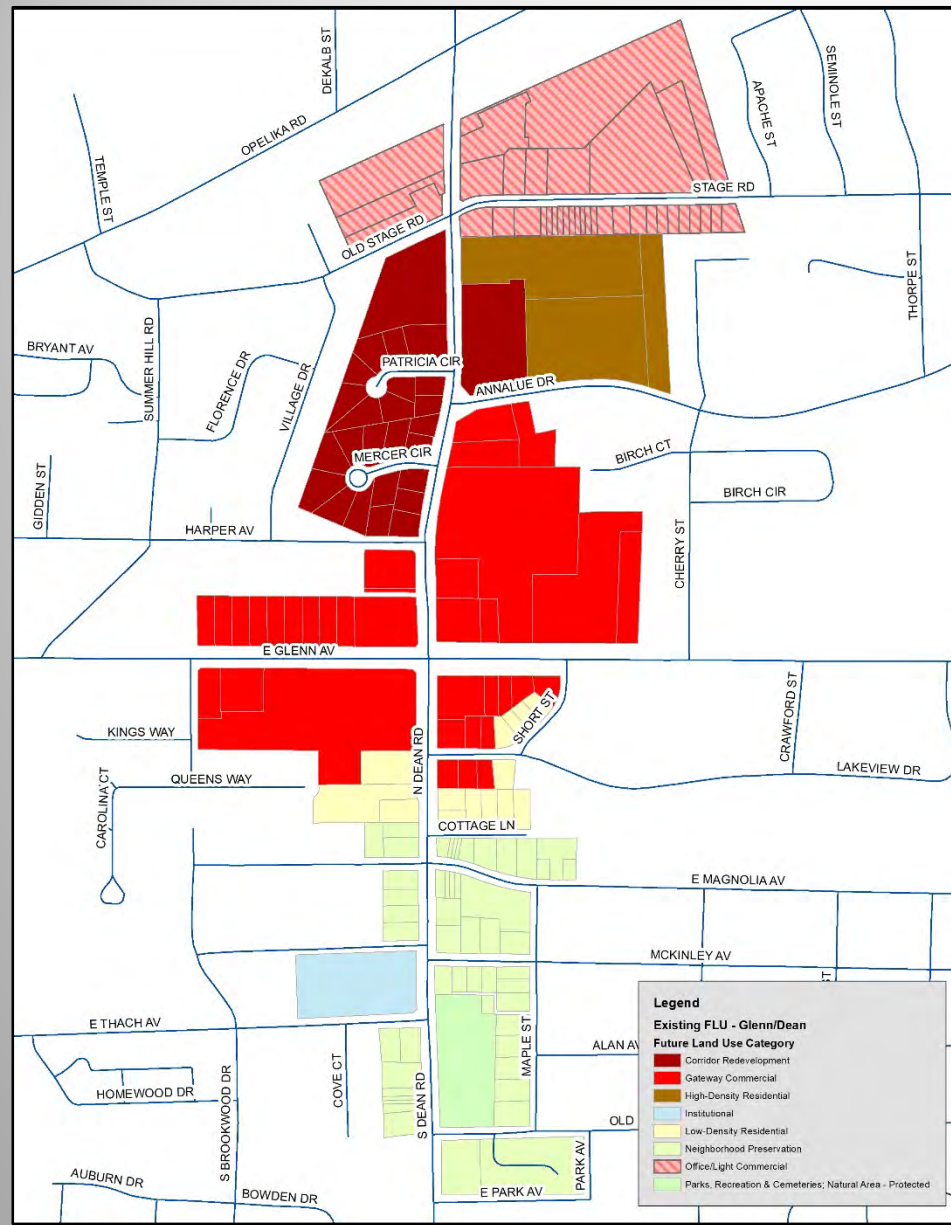 DEKALB ST
OPELIKA RD
TEMPLE ST
APACHE ST
SEMINOLE ST
STAGE RD
OLD STAGE RD
THORPE ST
BRYANT AV
SUMMER HILL RD
FLORENCE DR
VILLAGE DR
PATRICIA CIR
ANNALUE DR
MERCER CIR
BIRCH CT
BIRCH CIR
GIDDEN ST
HARPER AV
CHERRY ST
E GLENN AV
KINGS WAY
N DEAN RD
SHORT ST
CRAWFORD ST
LAKEVIEW DR
QUEENS WAY
CAROLINA CT
COTTAGE LN
E MAGNOLIA AV
MCKINLEY AV
ST
E THACH AV
MAPLE ST
ALAN AV
HOMEWOOD DR
COVE CT
S DEAN RD
S BROOKWOOD DR
OLD
PARK AV
AUBURN DR
BOWDEN DR
E PARK AV
Legend
Existing FLU - Glenn/Dean
Future Land Use Category
Corridor Redevelopment
Gateway Commercial
High-Density Residential
Institutional
Low-Density Residential
Neighborhood Preservation
Office/Light Commercial
Parks, Recreation & Cemeteries; Natural Area - Protected